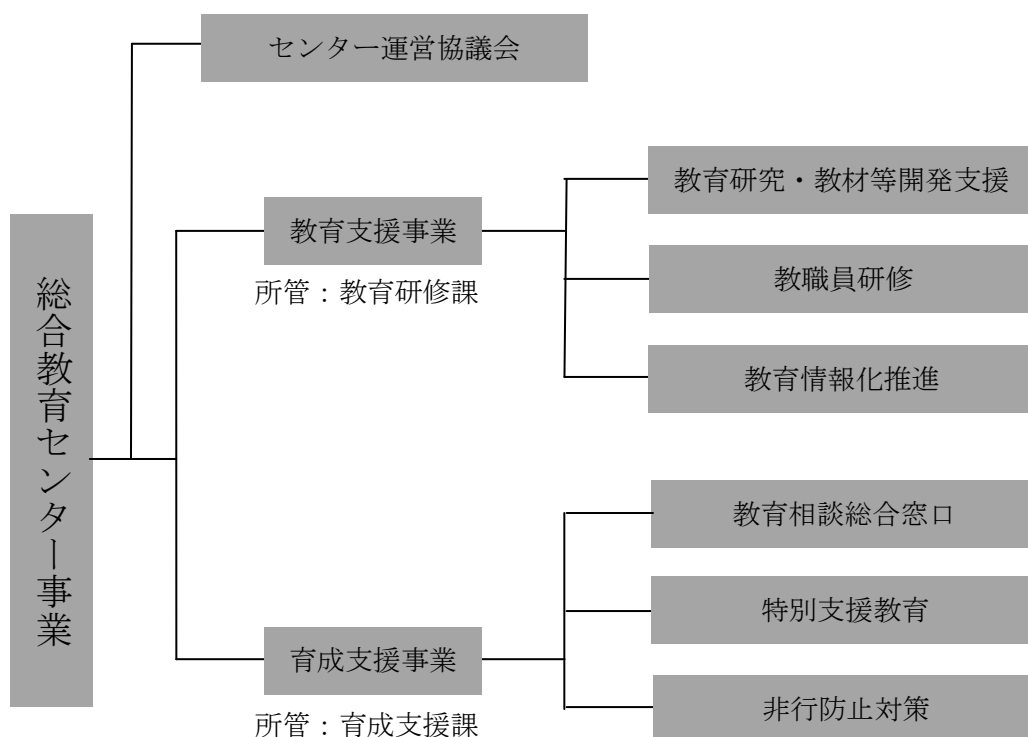 総合教育センター事業
センター運営協議会
教育支援事業
所管：教育研修課
教育研究・教材等開発支援
教職員研修
教育情報化推進
育成支援事業
所管：育成支援課
教育相談総合窓口
特別支援教育
非行防止対策